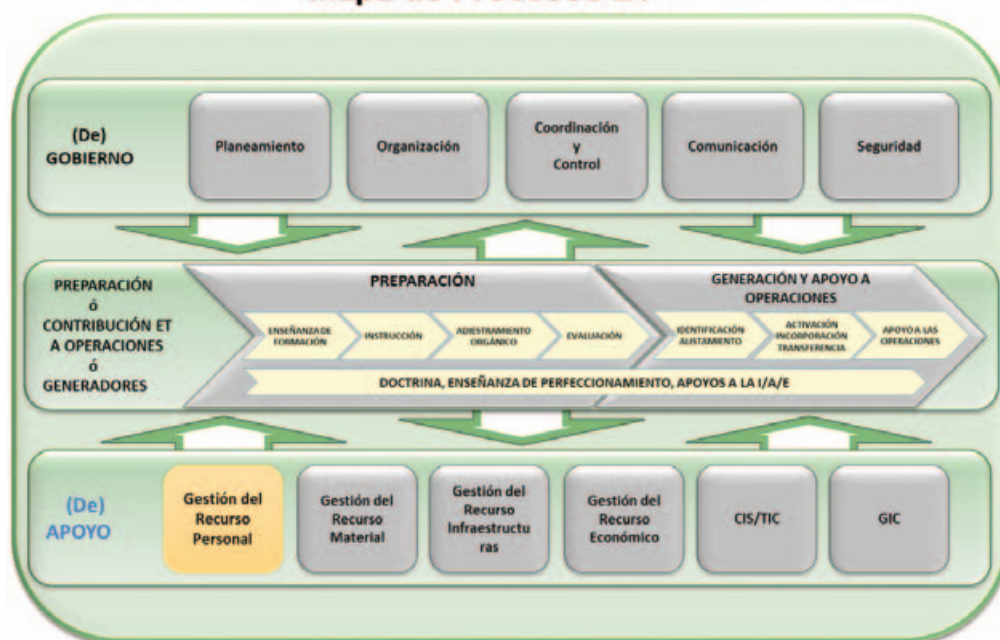 (De)
GOBIERNO
Planeamiento
Organización
Coordinación
y
Control
Comunicación
Seguridad
PREPARACIÓN
ó
CONTRIBUCIÓN ET
A OPERACIONES
ó
GENERADORES
PREPARACIÓN
GENERACIÓN Y APOYO A
OPERACIONES
ENSEÑANZA DE
FORMACIÓN
INSTRUCCIÓN
ADIESTRAMIENTO
ORGÁNICO
EVALUACIÓN
IDENTIFICACIÓN
ALISTAMIENTO
ACTIVACIÓN
INCORPORACIÓN
TRANSFERENCIA
APOYO A LAS
OPERACIONES
DOCTRINA, ENSEÑANZA DE PERFECCIONAMIENTO, APOYOS A LA I/A/E
(De)
APOYO
Gestión del
Recurso
Personal
Gestión del
Recurso
Material
Gestión del
Recurso
Infraestructu
ras
Gestión del
Recurso
Económico
CIS/TIC
GIC